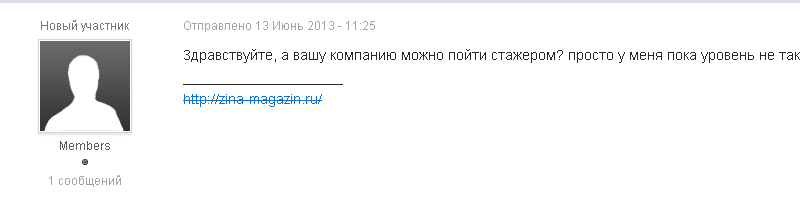 Новый участник
Отправлено 13 Июнь 2013 - 11:25
Здравствуйте, а вашу компанию можно пойти стажером? просто у меня пока уровень не так
http://zina-magazin.ru/
Members
1 сообщений